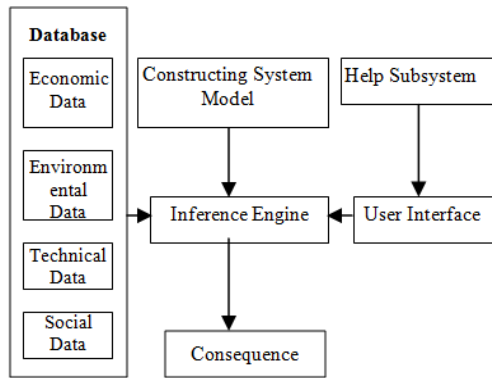 Database
Economic
Data
Environm
ental
Data
Technical
Data
Social
Data
Constructing System
Model
Help Subsystem
Inference Engine
User Interface
Consequence